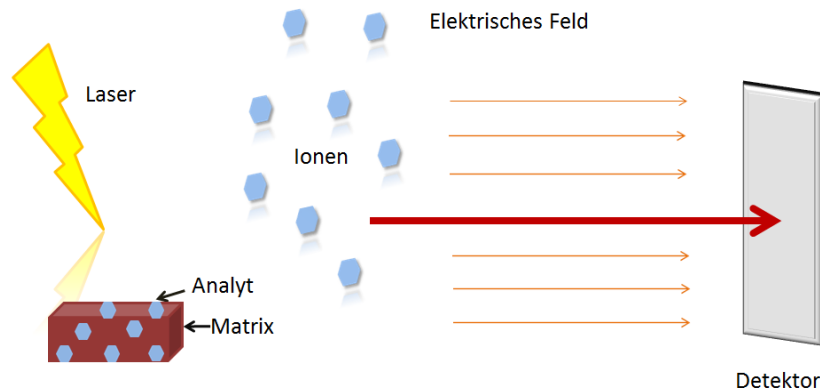 Elektrisches Feld
Laser
Ionen
Analyt
Matrix
Detektor